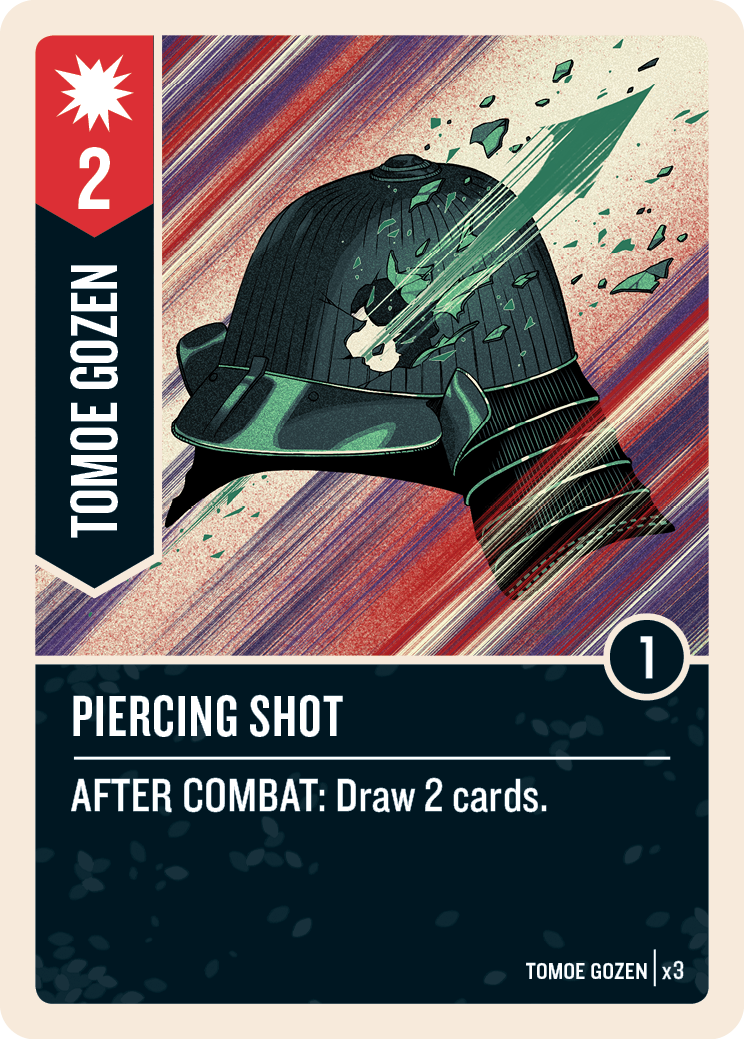 2
TOMOE GOZEN
1
PIERCING SHOT
AFTER COMBAT: Draw 2 cards.
TOMOE GOZEN x3